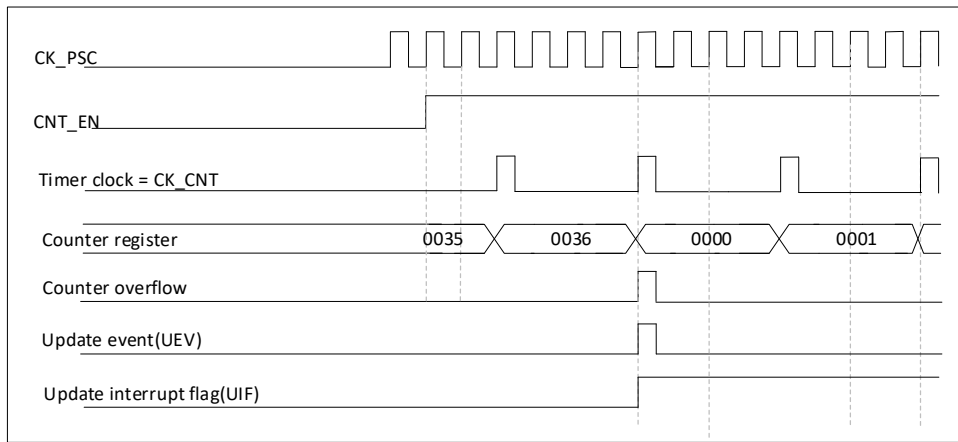 CK_PSC
CNT_EN
Timer clock = CK_CNT
Counter register 0035 0036 0000 0001
Counter overflow
Update event(UEV)
Update interrupt flag(UIF)